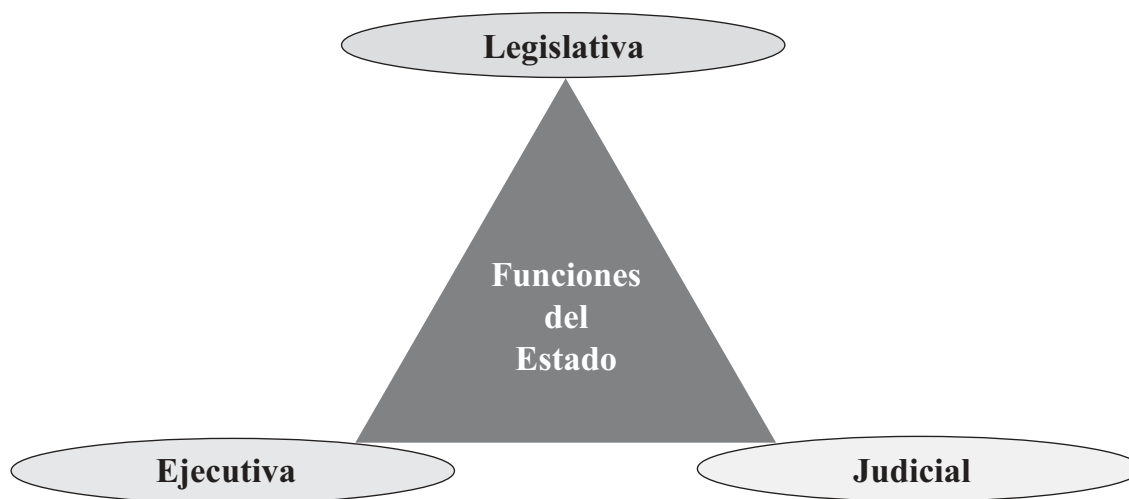 Legislativa
Funciones
del
Estado
Ejecutiva
Judicial